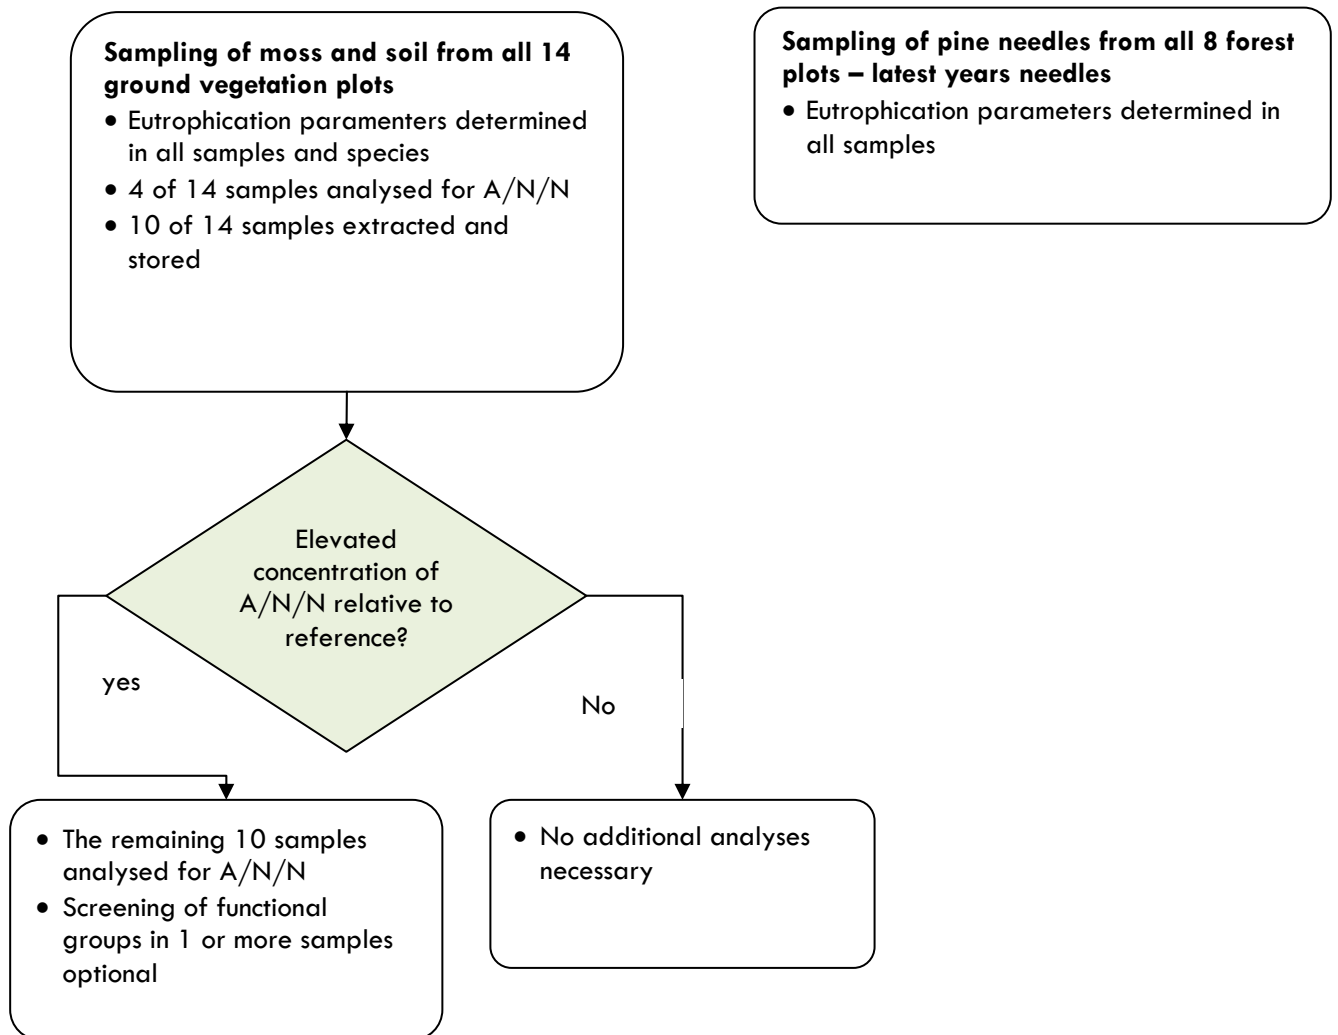 Sampling of moss and soil from all 14
ground vegetation plots
• Eutrophication paramenters determined
in all samples and species
• 4 of 14 samples analysed for A/N/N
• 10 of 14 samples extracted and
stored
Sampling of pine needles from all 8 forest
plots – latest years needles
• Eutrophication parameters determined in
all samples
Elevated
concentration of
A/N/N relative to
reference?
yes
No
• The remaining 10 samples
analysed for A/N/N
• Screening of functional
groups in 1 or more samples
optional
• No additional analyses
necessary